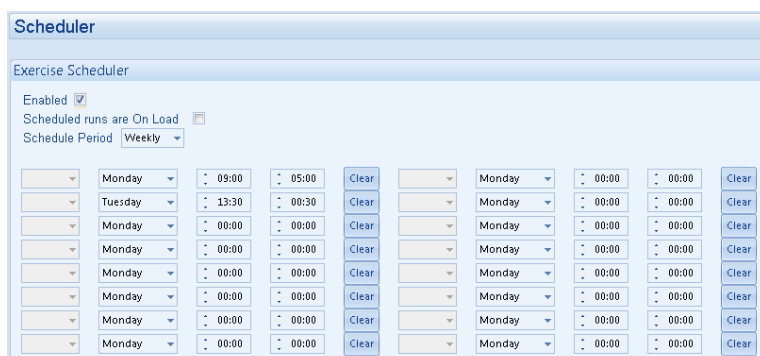 Scheduler
Exercise Scheduler
Enabled
Scheduled runs are On Load
Schedule Period Weekly
Monday 09:00 05:00 Clear Monday 00:00 00:00 Clear
Tuesday 13:30 00:30 Clear Monday 00:00 00:00 Clear
Monday 00:00 00:00 Clear Monday 00:00 00:00 Clear
Monday 00:00 00:00 Clear Monday 00:00 00:00 Clear
Monday 00:00 00:00 Clear Monday 00:00 00:00 Clear
Monday 00:00 00:00 Clear Monday 00:00 00:00 Clear
Monday 00:00 00:00 Clear Monday 00:00 00:00 Clear
Monday 00:00 00:00 Clear Monday 00:00 00:00 Clear